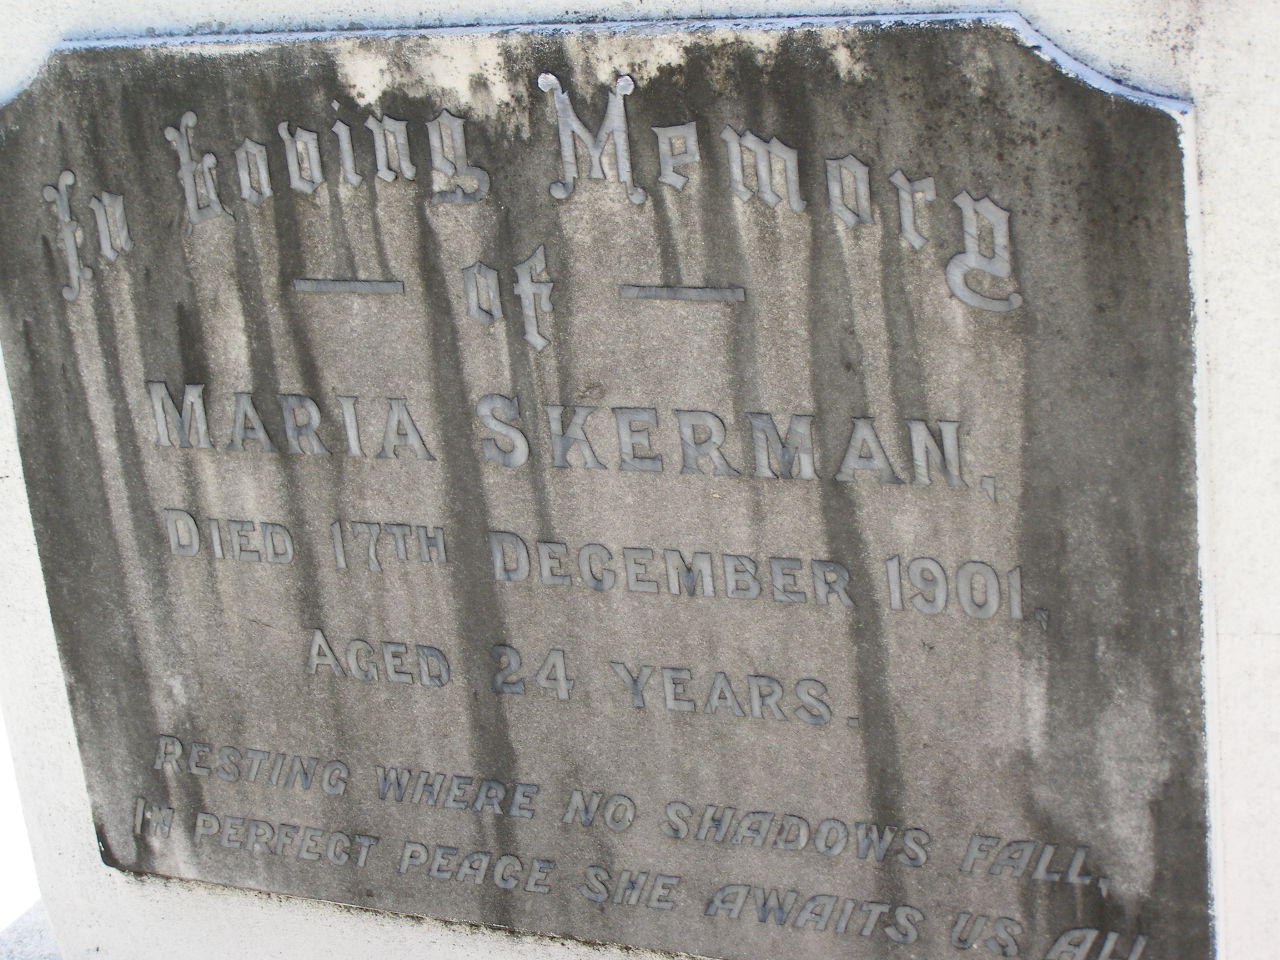 In Loving Memory
— of —
MARIA SKERMAN,
DIED 17TH DECEMBER 1901,
AGED 24 YEARS.
RESTING WHERE NO SHADOWS FALL,
IN PERFECT PEACE SHE AWAITS US ALL